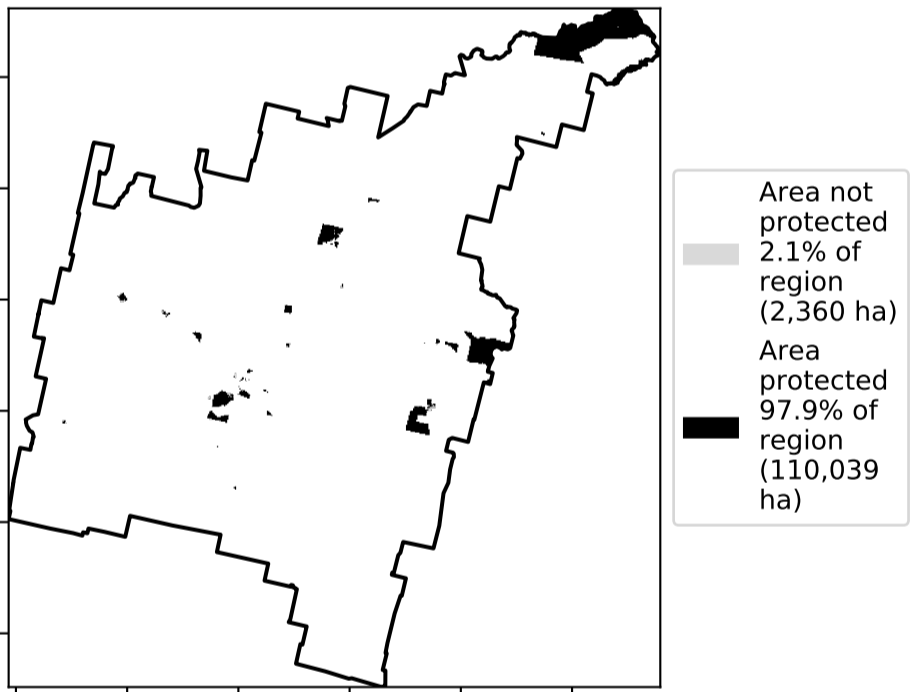 Area not
protected
2.1% of
region
(2,360 ha)
Area
protected
97.9% of
region
(110,039
ha)